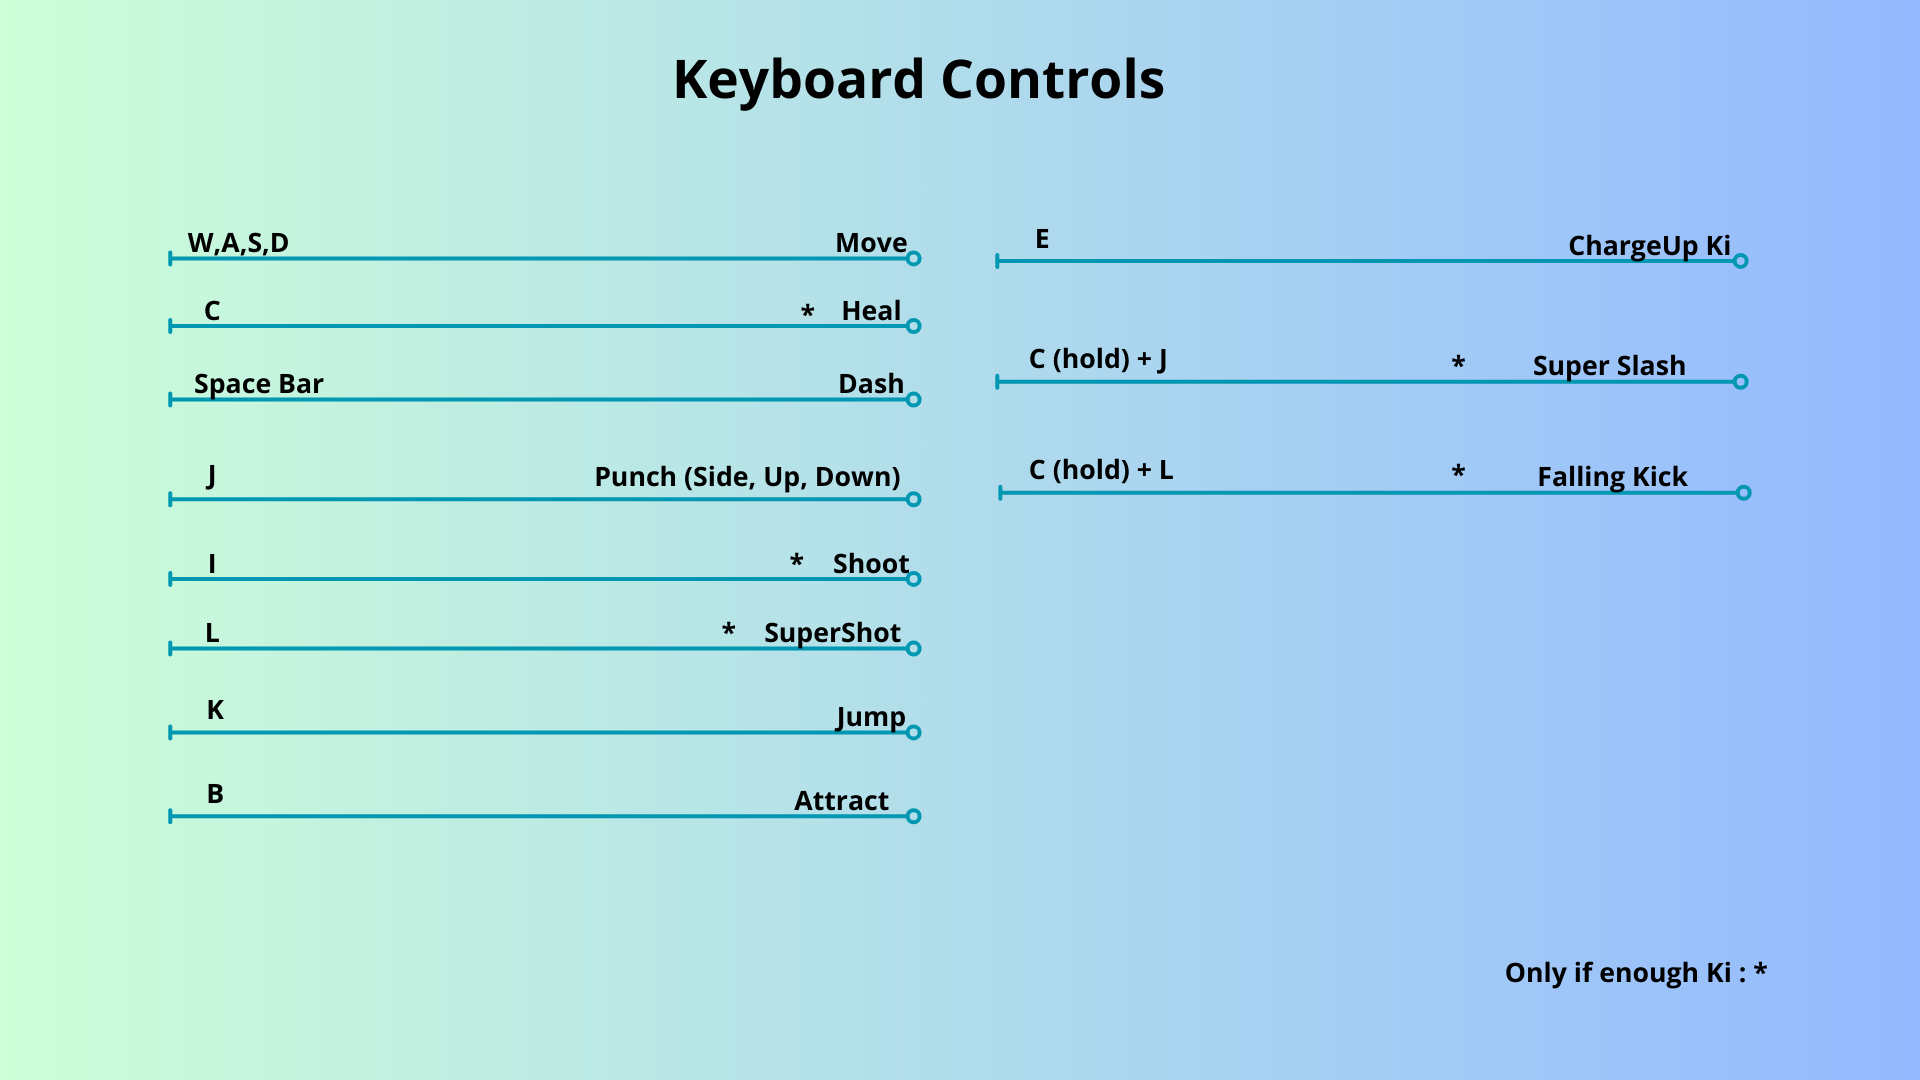 Keyboard Controls
W,A,S,D Move
C * Heal
Space Bar Dash
J Punch (Side, Up, Down)
I * Shoot
L * SuperShot
K Jump
B Attract
E ChargeUp Ki
C (hold) + J * Super Slash
C (hold) + L * Falling Kick
Only if enough Ki : *